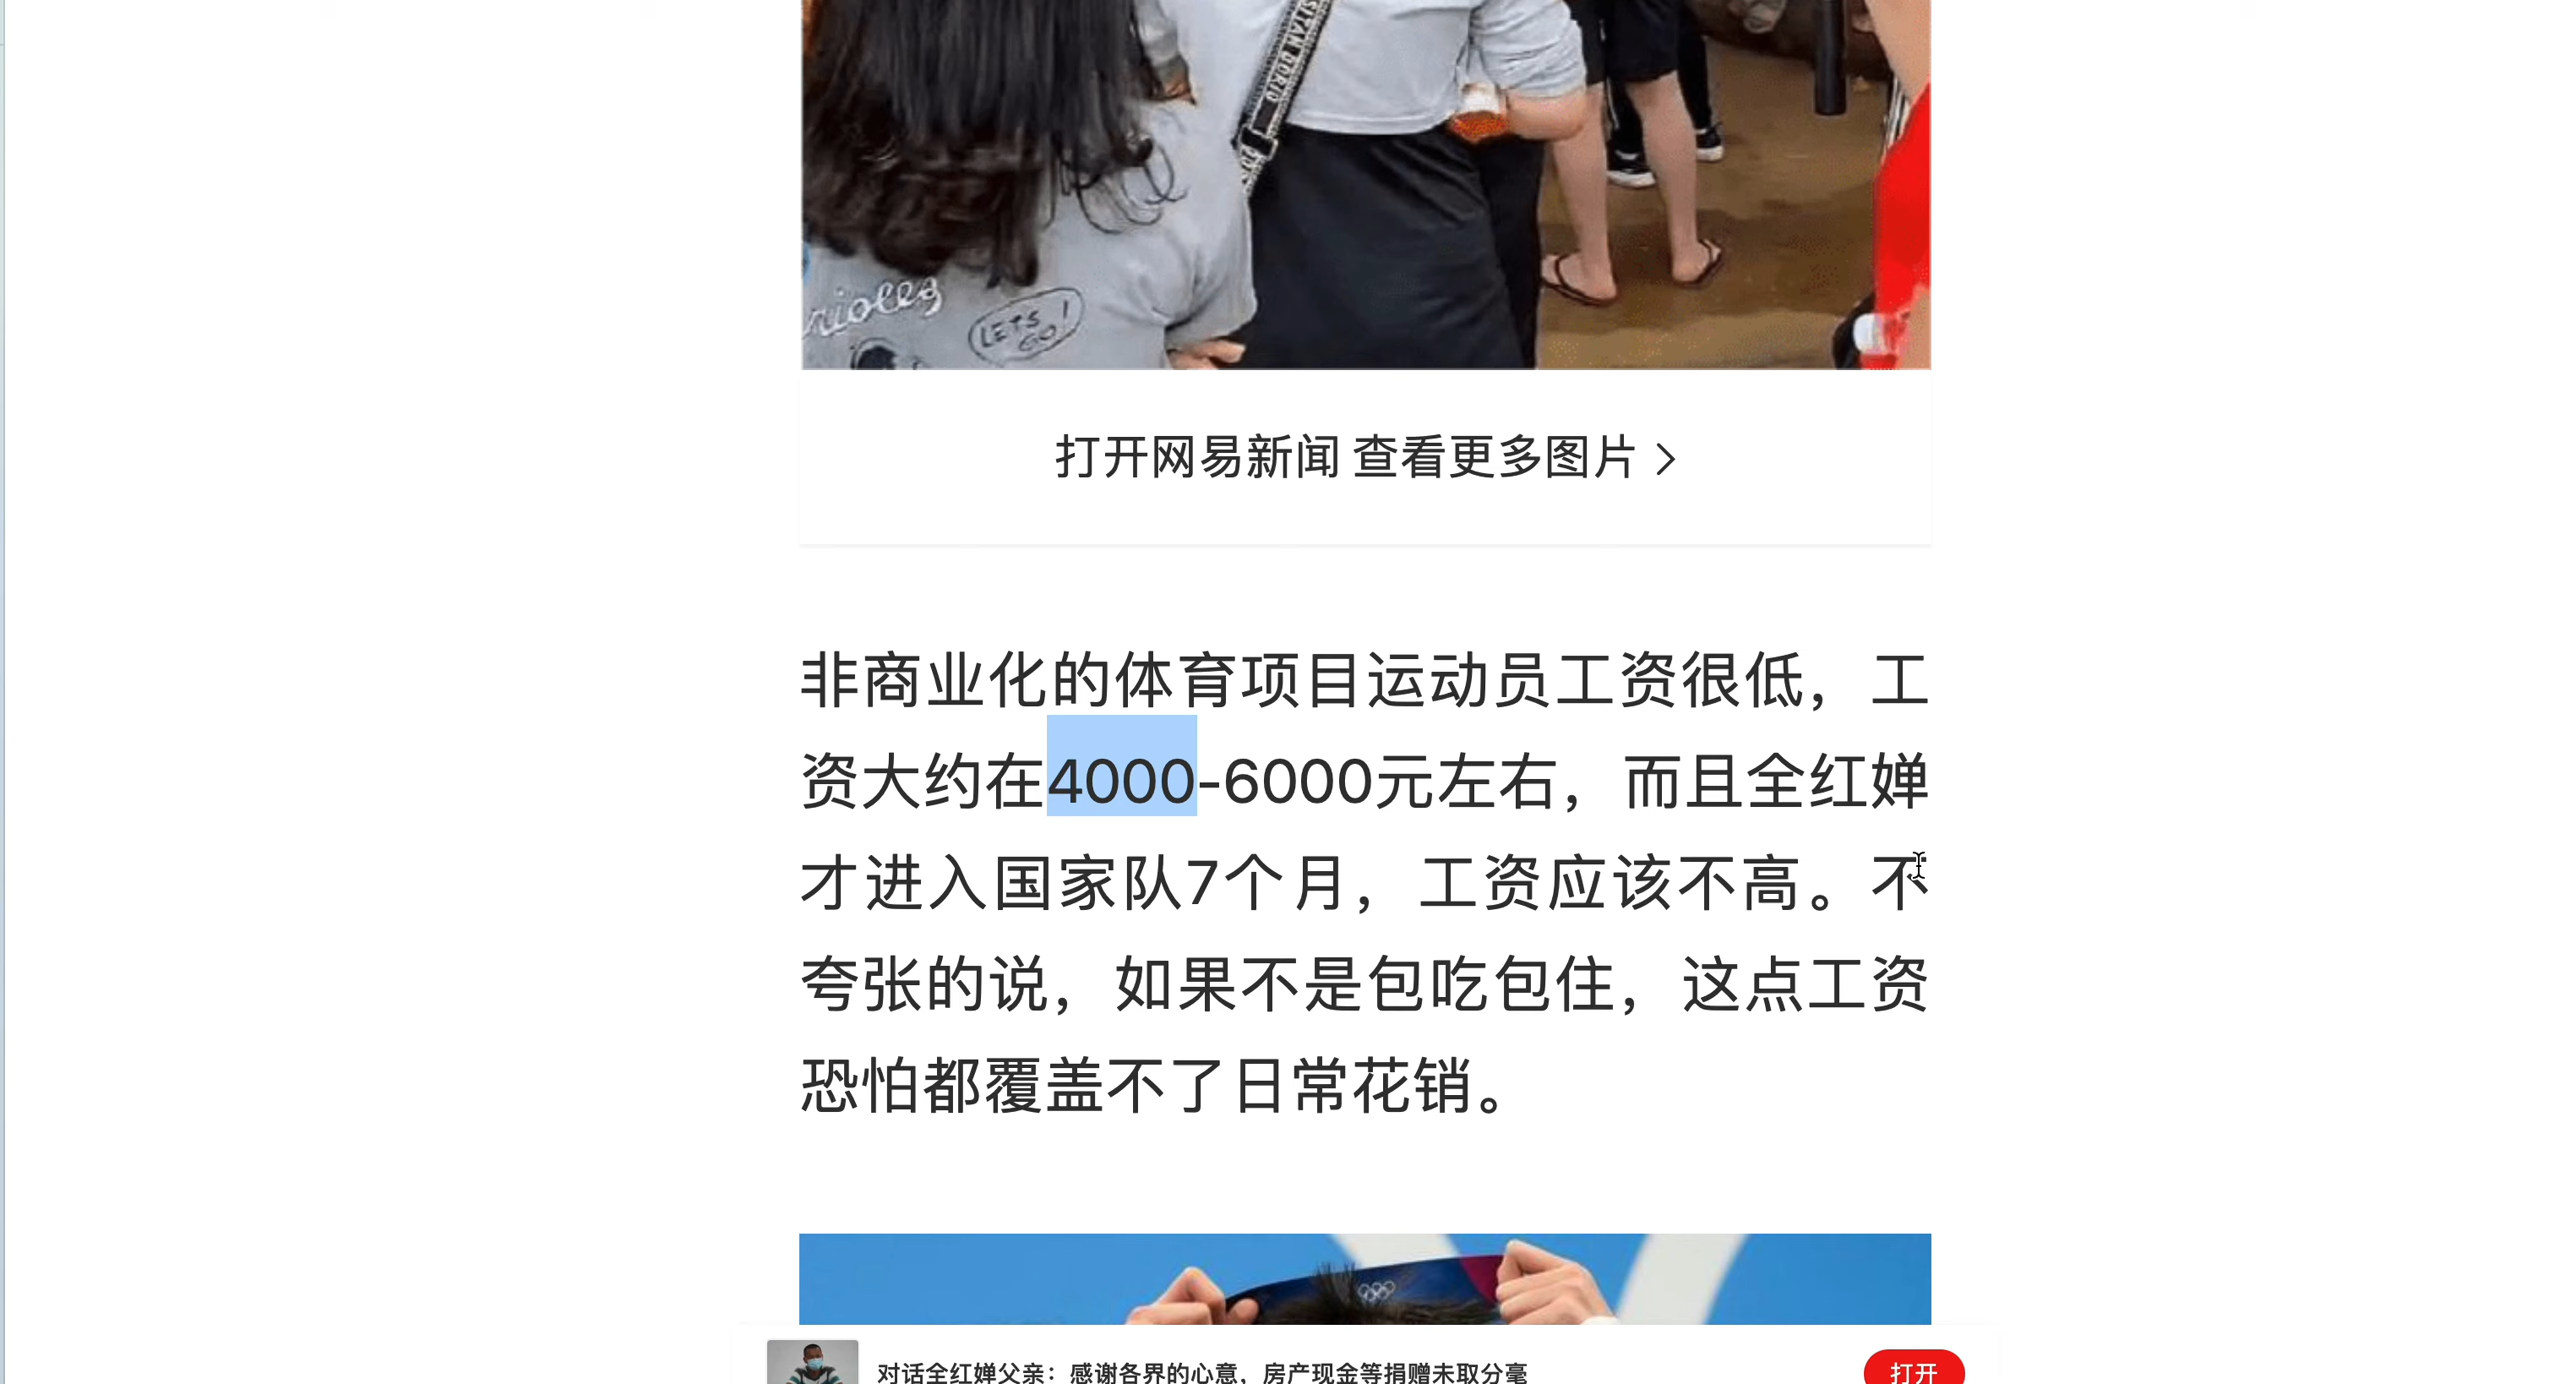 SITAN BORZO
rioles
LET'S GO!
打开网易新闻 查看更多图片 >
非商业化的体育项目运动员工资很低，工
资大约在4000-6000元左右，而且全红婵
才进入国家队7个月，工资应该不高。不
夸张的说，如果不是包吃包住，这点工资
恐怕都覆盖不了日常花销。
对话全红婵父亲：感谢各界的心意，房产现金等捐赠未取分毫
打开